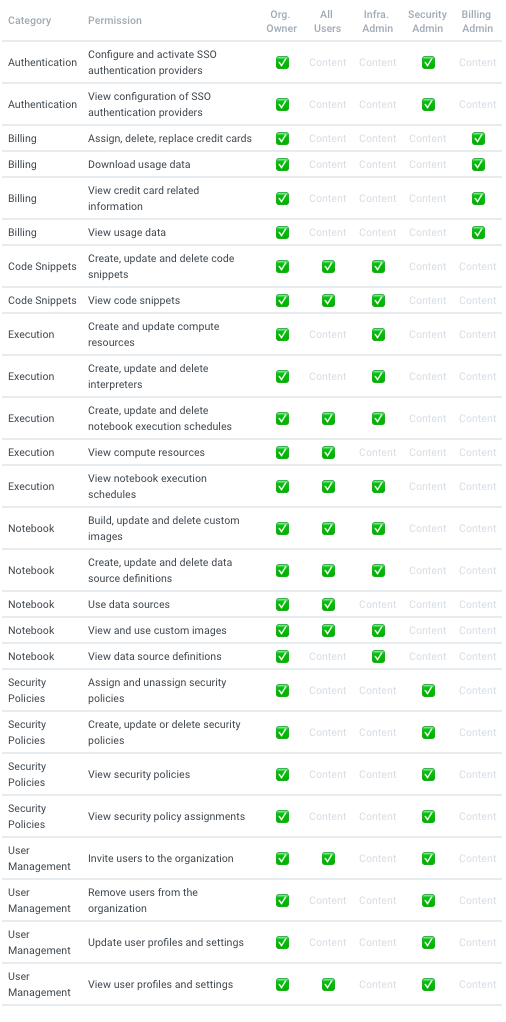 Category Permission Org. Owner All Users Infra. Admin Security Admin Billing Admin
Authentication Configure and activate SSO authentication providers ✅ Content Content ✅ Content
Authentication View configuration of SSO authentication providers ✅ Content Content ✅ Content
Billing Assign, delete, replace credit cards ✅ Content Content Content ✅
Billing Download usage data ✅ Content Content Content ✅
Billing View credit card related information ✅ Content Content Content ✅
Billing View usage data ✅ Content Content Content ✅
Code Snippets Create, update and delete code snippets ✅ ✅ ✅ Content Content
Code Snippets View code snippets ✅ ✅ ✅ Content Content
Execution Create and update compute resources ✅ Content ✅ Content Content
Execution Create, update and delete interpreters ✅ Content ✅ Content Content
Execution Create, update and delete notebook execution schedules ✅ ✅ ✅ Content Content
Execution View compute resources ✅ ✅ Content Content Content
Execution View notebook execution schedules ✅ ✅ ✅ Content Content
Notebook Build, update and delete custom images ✅ ✅ ✅ Content Content
Notebook Create, update and delete data source definitions ✅ ✅ ✅ Content Content
Notebook Use data sources ✅ ✅ Content Content Content
Notebook View and use custom images ✅ ✅ ✅ Content Content
Notebook View data source definitions ✅ Content ✅ Content Content
Security Policies Assign and unassign security policies ✅ Content Content ✅ Content
Security Policies Create, update or delete security policies ✅ Content Content ✅ Content
Security Policies View security policies ✅ Content Content ✅ Content
Security Policies View security policy assignments ✅ Content Content ✅ Content
User Management Invite users to the organization ✅ ✅ Content ✅ Content
User Management Remove users from the organization ✅ Content Content ✅ Content
User Management Update user profiles and settings ✅ Content Content ✅ Content
User Management View user profiles and settings ✅ ✅ Content ✅ Content